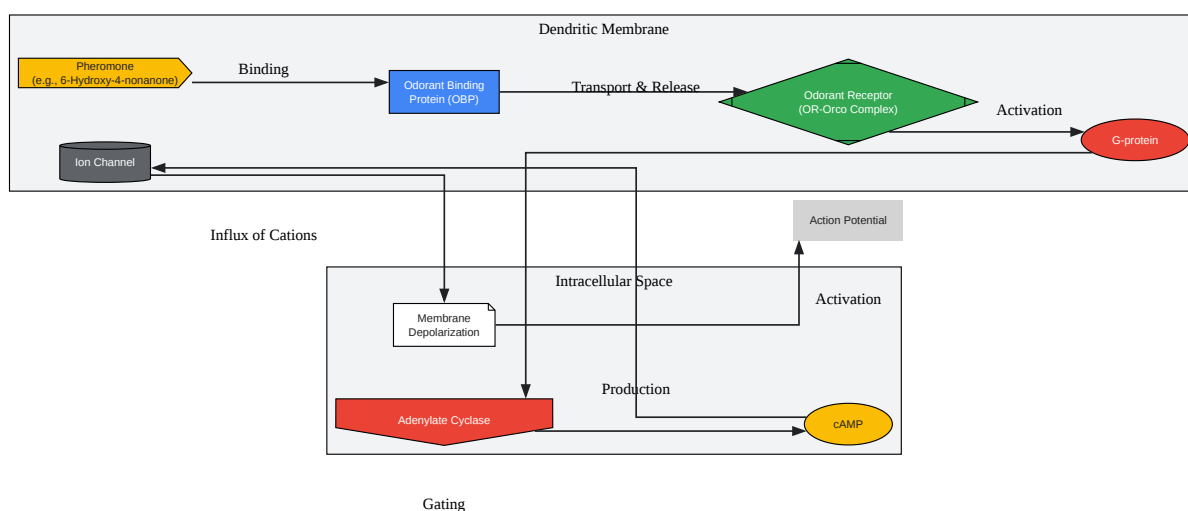 Dendritic Membrane
Pheromone
(e.g., 6-Hydroxy-4-nonanone)
Binding
Odorant Binding
Protein (OBP)
Transport & Release
Odorant Receptor
(OR-Orco Complex)
Activation
G-protein
Ion Channel
Action Potential
Influx of Cations
Intracellular Space
Activation
Membrane
Depolarization
Production
Adenylate Cyclase
cAMP
Gating